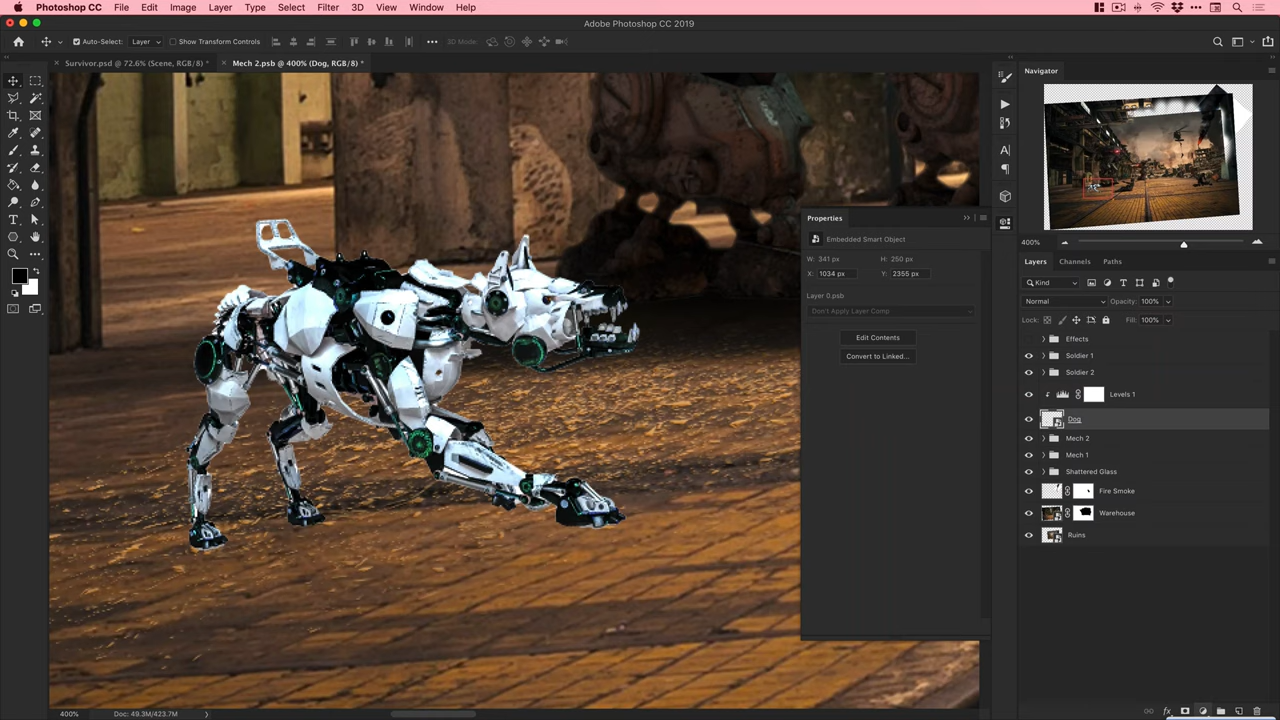 Photoshop CC File Edit Image Layer Type Select Filter 3D View Window Help
Adobe Photoshop CC 2019
Auto-Select: Layer Show Transform Controls 3D Mode:
× Survivor.psd @ 72.6% (Scene, RGB/8) * × Mech 2.psb @ 400% (Dog, RGB/8) *
Navigator
400%
Properties
Embedded Smart Object
W: 341 px H: 250 px
X: 1034 px Y: 2355 px
Layer 0.psb
Don't Apply Layer Comp
Edit Contents
Convert to Linked...
Layers Channels Paths
Kind
Normal Opacity: 100%
Lock: Fill: 100%
Effects
Soldier 1
Soldier 2
Levels 1
Dog
Mech 2
Mech 1
Shattered Glass
Fire Smoke
Warehouse
Ruins
400% Doc: 49.3M/423.7M